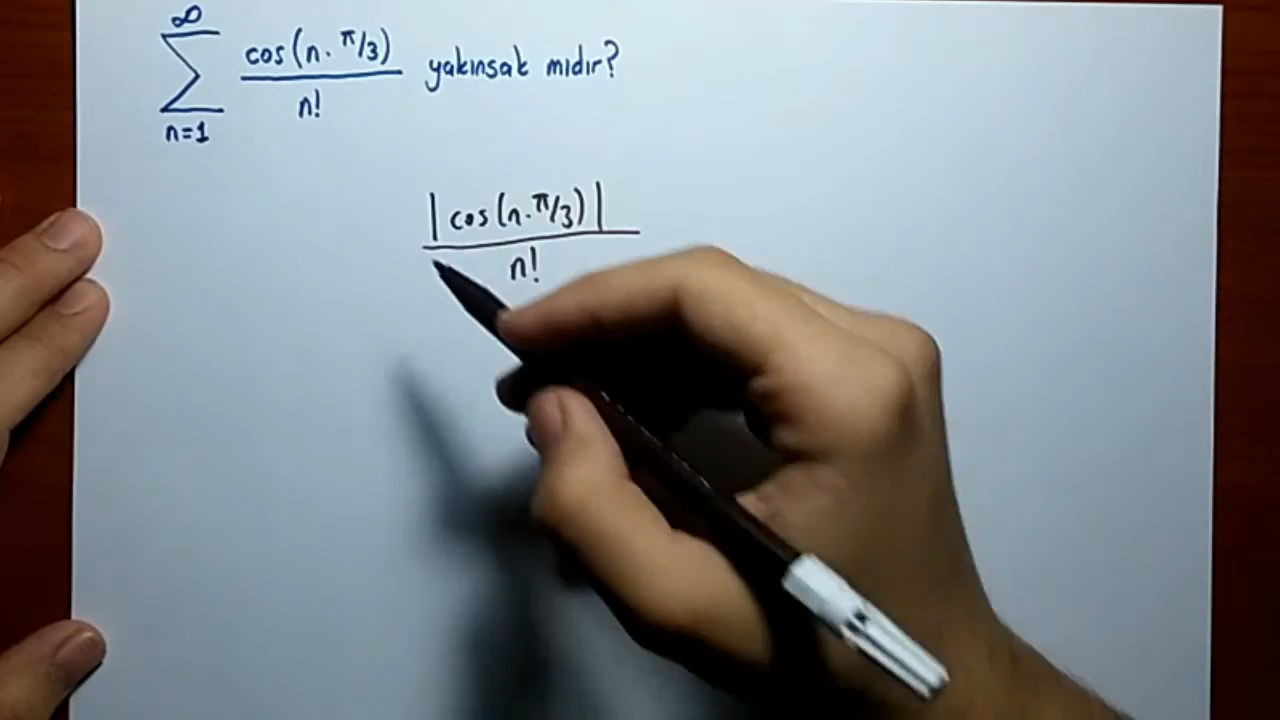 ∞
∑ cos(n. π/3) / n! yakınsak mıdır?
n=1
|cos(n. π/3)|
n!